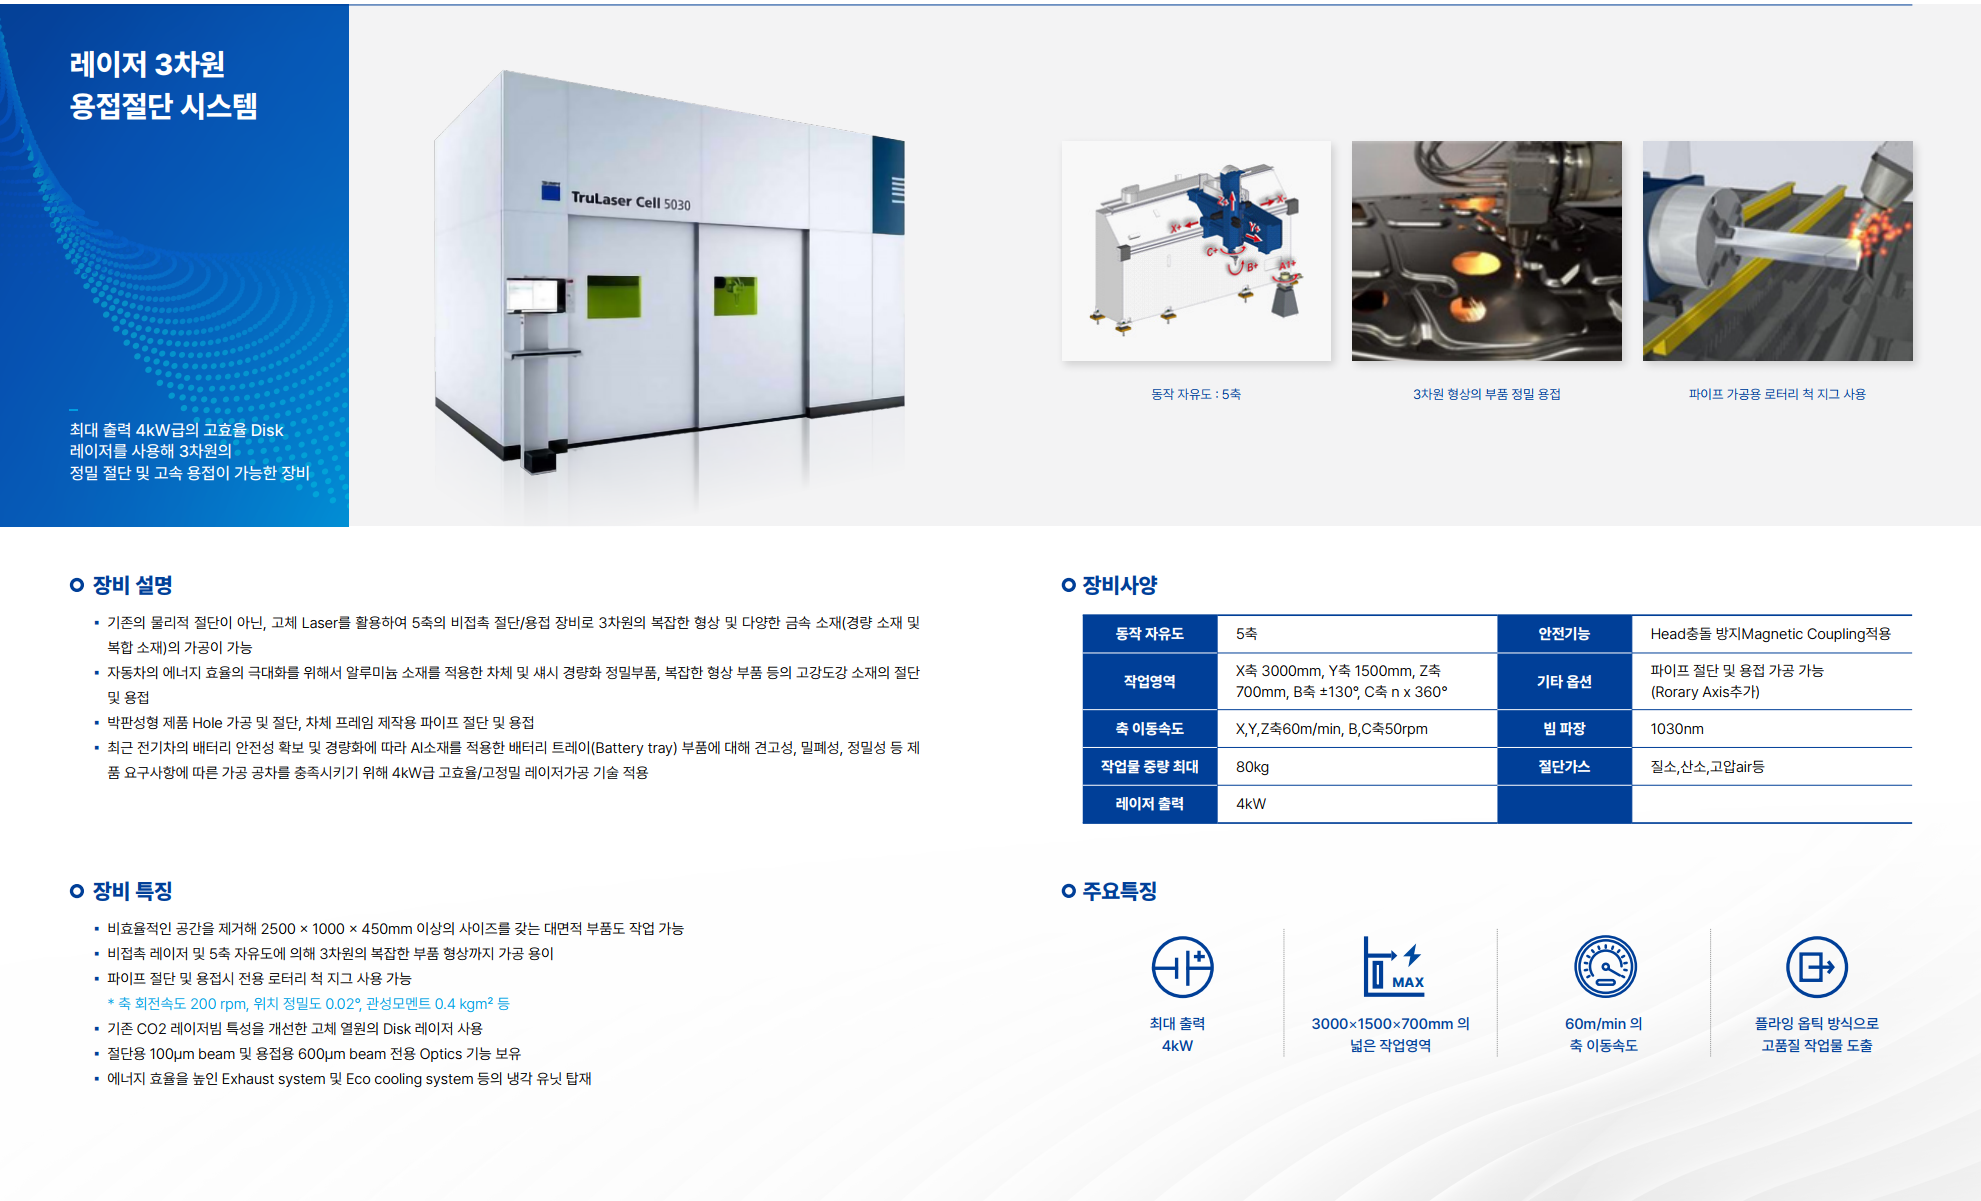 레이저 3차원
용접절단 시스템
최대 출력 4kW급의 고효율 Disk
레이저를 사용해 3차원의
정밀 절단 및 고속 용접이 가능한 장비
TruLaser Cell 5030
X+
Z+
X-
Y+
C+
B+
A1+
동작 자유도 : 5축
3차원 형상의 부품 정밀 용접
파이프 가공용 로터리 척 지그 사용
장비 설명
▪ 기존의 물리적 절단이 아닌, 고체 Laser를 활용하여 5축의 비접촉 절단/용접 장비로 3차원의 복잡한 형상 및 다양한 금속 소재(경량 소재 및
복합 소재)의 가공이 가능
▪ 자동차의 에너지 효율의 극대화를 위해서 알루미늄 소재를 적용한 차체 및 섀시 경량화 정밀부품, 복잡한 형상 부품 등의 고강도강 소재의 절단
및 용접
▪ 박판성형 제품 Hole 가공 및 절단, 차체 프레임 제작용 파이프 절단 및 용접
▪ 최근 전기차의 배터리 안전성 확보 및 경량화에 따라 Al소재를 적용한 배터리 트레이(Battery tray) 부품에 대해 견고성, 밀폐성, 정밀성 등 제
품 요구사항에 따른 가공 공차를 충족시키기 위해 4kW급 고효율/고정밀 레이저가공 기술 적용
장비사양
동작 자유도 5축 안전기능 Head충돌 방지Magnetic Coupling적용
작업영역 X축 3000mm, Y축 1500mm, Z축
700mm, B축 ±130°, C축 n x 360°
기타 옵션 파이프 절단 및 용접 가공 가능
(Rorary Axis추가)
축 이동속도 X,Y,Z축60m/min, B,C축50rpm 빔 파장 1030nm
작업물 중량 최대 80kg 절단가스 질소,산소,고압air등
레이저 출력 4kW
장비 특징
▪ 비효율적인 공간을 제거해 2500 × 1000 × 450mm 이상의 사이즈를 갖는 대면적 부품도 작업 가능
▪ 비접촉 레이저 및 5축 자유도에 의해 3차원의 복잡한 부품 형상까지 가공 용이
▪ 파이프 절단 및 용접시 전용 로터리 척 지그 사용 가능
* 축 회전속도 200 rpm, 위치 정밀도 0.02°, 관성모멘트 0.4 kgm² 등
▪ 기존 CO2 레이저빔 특성을 개선한 고체 열원의 Disk 레이저 사용
▪ 절단용 100μm beam 및 용접용 600μm beam 전용 Optics 기능 보유
▪ 에너지 효율을 높인 Exhaust system 및 Eco cooling system 등의 냉각 유닛 탑재
주요특징
MAX
최대 출력
4kW
3000×1500×700mm 의
넓은 작업영역
60m/min 의
축 이동속도
플라잉 옵틱 방식으로
고품질 작업물 도출